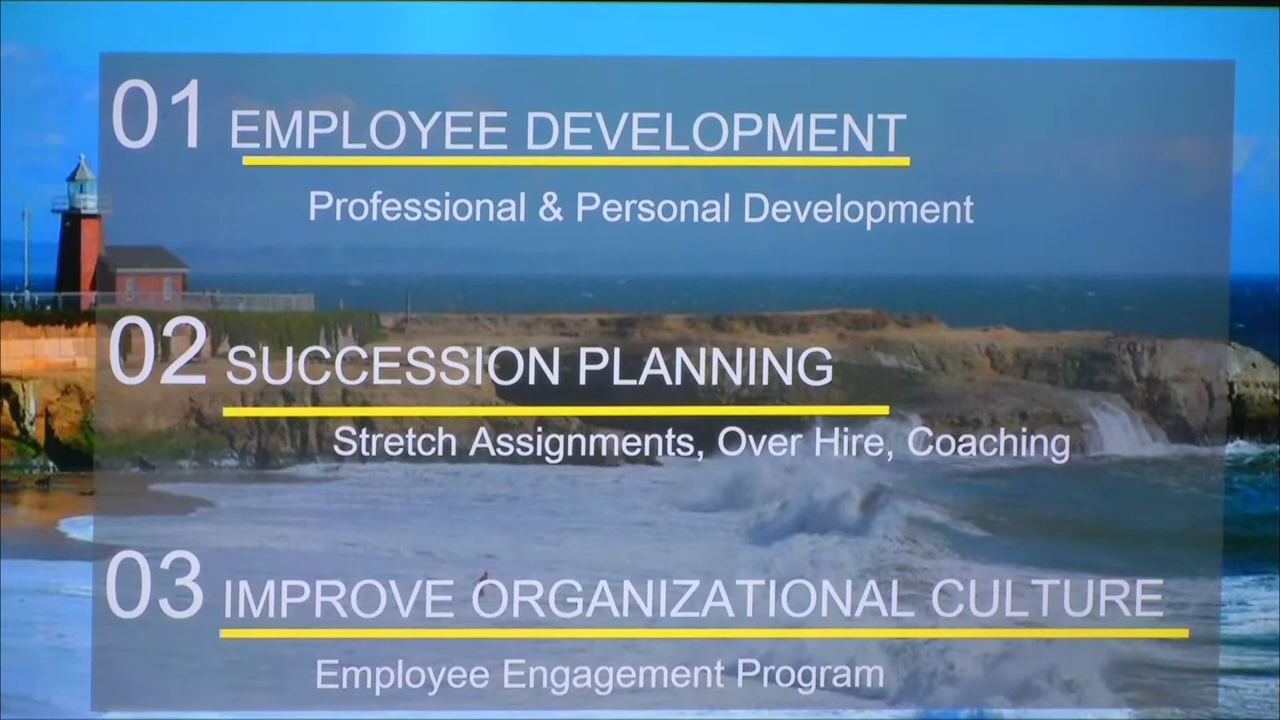 01 EMPLOYEE DEVELOPMENT
Professional & Personal Development
02 SUCCESSION PLANNING
Stretch Assignments, Over Hire, Coaching
03 IMPROVE ORGANIZATIONAL CULTURE
Employee Engagement Program